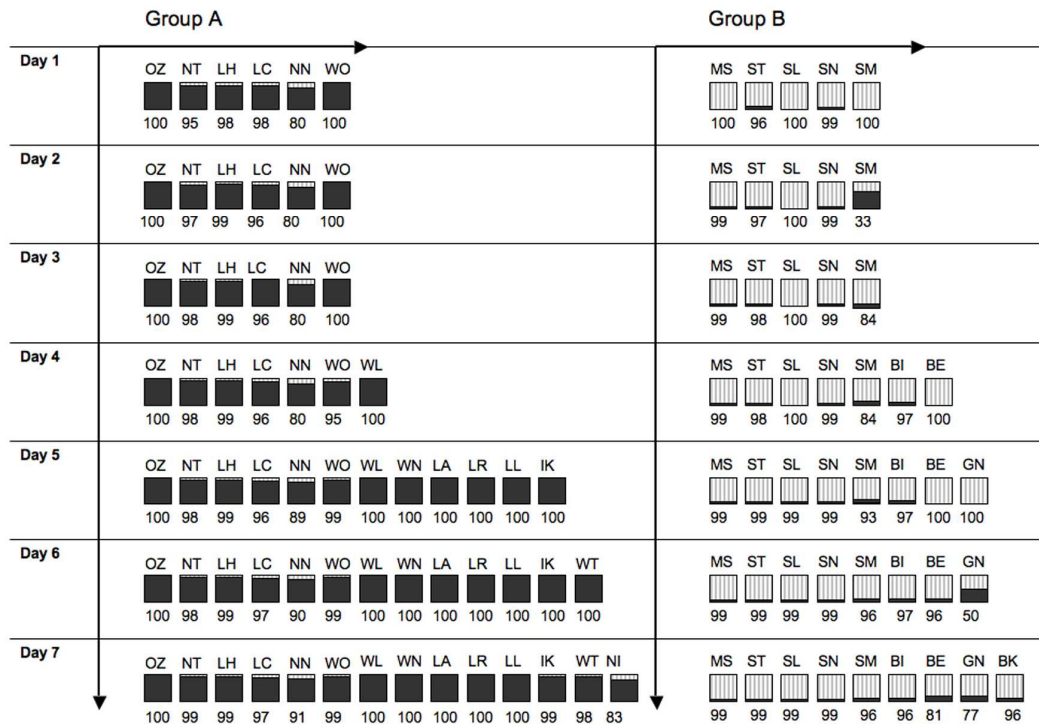 Group A Group B
Day 1
OZ NT LH LC NN WO MS ST SL SN SM
100 95 98 98 80 100 100 96 100 99 100
Day 2
OZ NT LH LC NN WO MS ST SL SN SM
100 97 99 96 80 100 99 97 100 99 33
Day 3
OZ NT LH LC NN WO MS ST SL SN SM
100 98 99 96 80 100 99 98 100 99 84
Day 4
OZ NT LH LC NN WO WL MS ST SL SN SM BI BE
100 98 99 96 80 95 100 99 98 100 99 84 97 100
Day 5
OZ NT LH LC NN WO WL WN LA LR LL IK MS ST SL SN SM BI BE GN
100 98 99 96 89 99 100 100 100 100 100 100 99 99 99 99 93 97 100 100
Day 6
OZ NT LH LC NN WO WL WN LA LR LL IK WT MS ST SL SN SM BI BE GN
100 98 99 97 90 99 100 100 100 100 100 100 100 99 99 99 99 96 97 96 50
Day 7
OZ NT LH LC NN WO WL WN LA LR LL IK WT NI MS ST SL SN SM BI BE GN BK
100 99 99 97 91 99 100 100 100 100 100 99 98 83 99 99 99 99 96 96 81 77 96